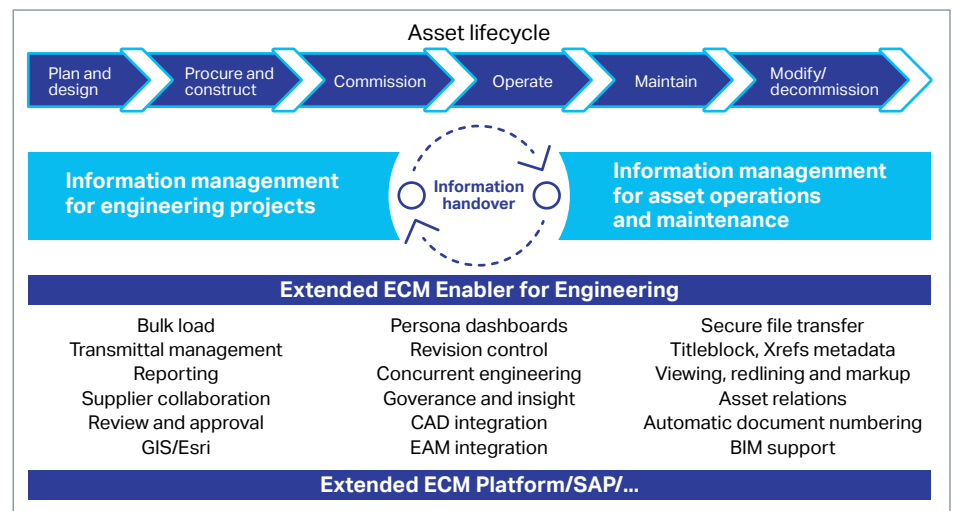 Asset lifecycle
Plan and
design
Procure and
construct
Commission
Operate
Maintain
Modify/
decommission
Information managenment
for engineering projects
Information
handover
Information managenment
for asset operations
and maintenance
Extended ECM Enabler for Engineering
Bulk load
Transmittal management
Reporting
Supplier collaboration
Review and approval
GIS/Esri
Persona dashboards
Revision control
Concurrent engineering
Goverance and insight
CAD integration
EAM integration
Secure file transfer
Titleblock, Xrefs metadata
Viewing, redlining and markup
Asset relations
Automatic document numbering
BIM support
Extended ECM Platform/SAP/...